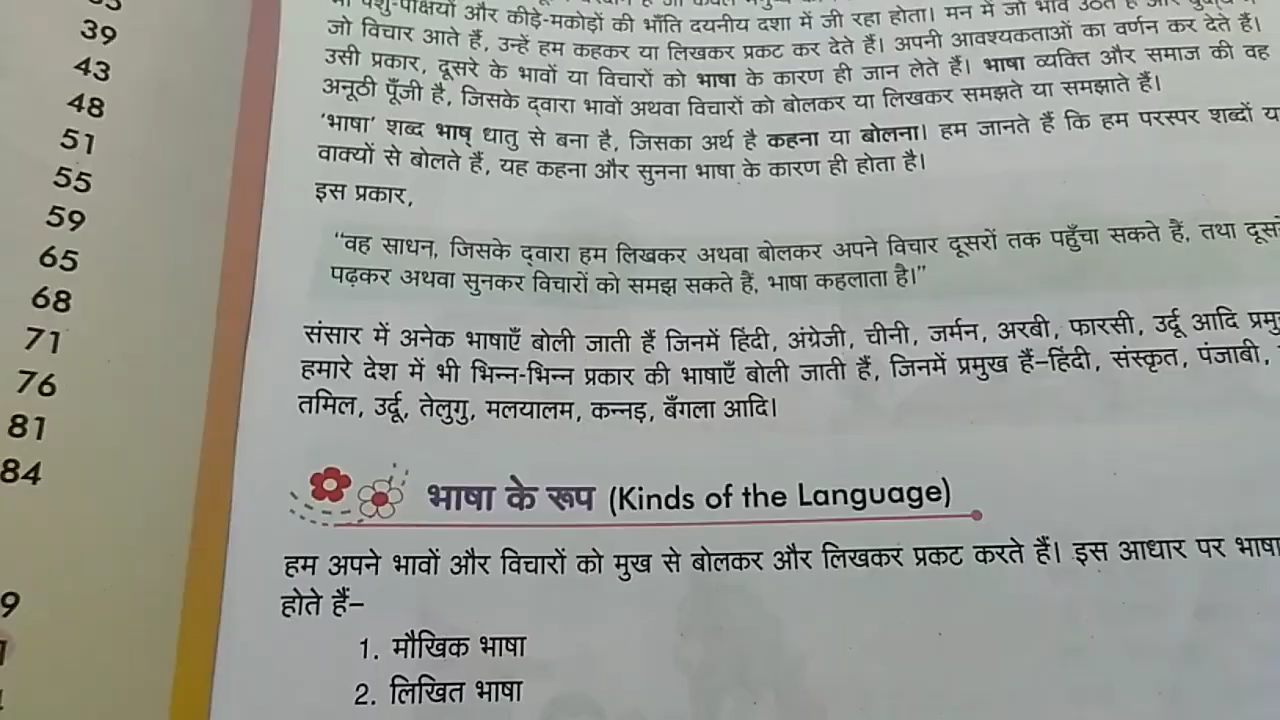 39
43
48
51
55
59
65
68
71
76
81
84
9
पशु-पक्षियों और कीड़े-मकोड़ों की भाँति दयनीय दशा में जी रहा होता। मन में जो भाव उठते हैं और
जो विचार आते हैं, उन्हें हम कहकर या लिखकर प्रकट कर देते हैं। अपनी आवश्यकताओं का वर्णन कर देते हैं।
उसी प्रकार, दूसरे के भावों या विचारों को भाषा के कारण ही जान लेते हैं। भाषा व्यक्ति और समाज की वह
अनूठी पूँजी है, जिसके द्वारा भावों अथवा विचारों को बोलकर या लिखकर समझते या समझाते हैं।
'भाषा' शब्द भाष् धातु से बना है, जिसका अर्थ है कहना या बोलना। हम जानते हैं कि हम परस्पर शब्दों या
वाक्यों से बोलते हैं, यह कहना और सुनना भाषा के कारण ही होता है।
इस प्रकार,
"वह साधन, जिसके द्वारा हम लिखकर अथवा बोलकर अपने विचार दूसरों तक पहुँचा सकते हैं, तथा
पढ़कर अथवा सुनकर विचारों को समझ सकते हैं, भाषा कहलाता है।"
संसार में अनेक भाषाएँ बोली जाती हैं जिनमें हिंदी, अंग्रेजी, चीनी, जर्मन, अरबी, फारसी, उर्दू आदि
हमारे देश में भी भिन्न-भिन्न प्रकार की भाषाएँ बोली जाती हैं, जिनमें प्रमुख हैं–हिंदी, संस्कृत, पंजाबी,
तमिल, उर्दू, तेलुगु, मलयालम, कन्नड़, बँगला आदि।
भाषा के रूप (Kinds of the Language)
हम अपने भावों और विचारों को मुख से बोलकर और लिखकर प्रकट करते हैं। इस आधार पर भाषा
होते हैं–
1. मौखिक भाषा
2. लिखित भाषा